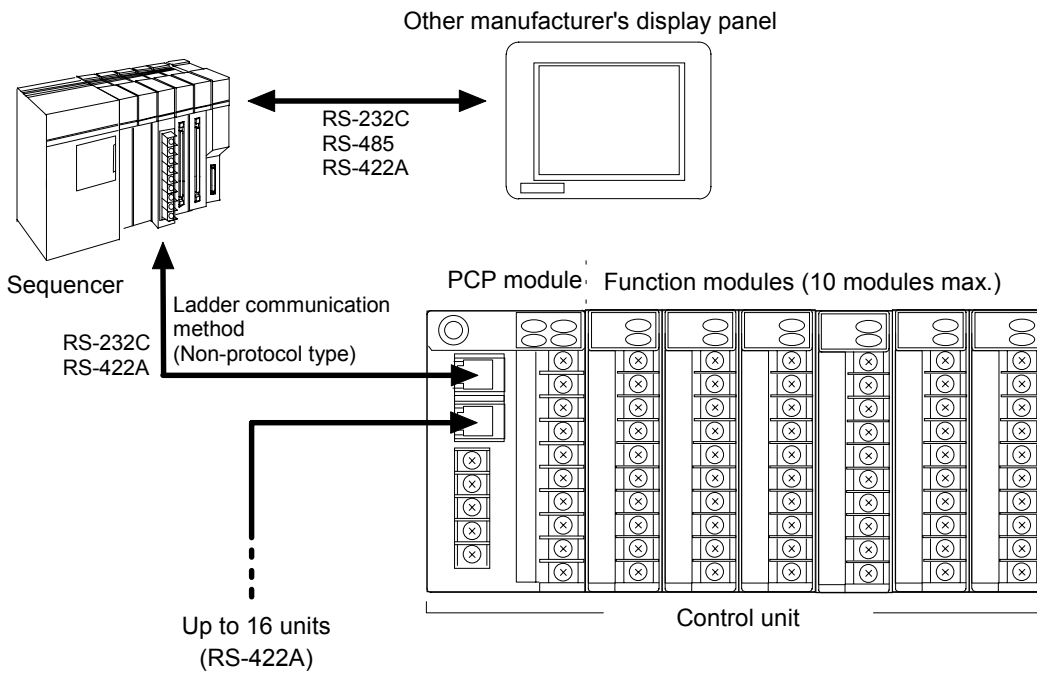 Other manufacturer's display panel
RS-232C
RS-485
RS-422A
Sequencer
PCP module
Function modules (10 modules max.)
Ladder communication
method
(Non-protocol type)
RS-232C
RS-422A
Control unit
Up to 16 units
(RS-422A)